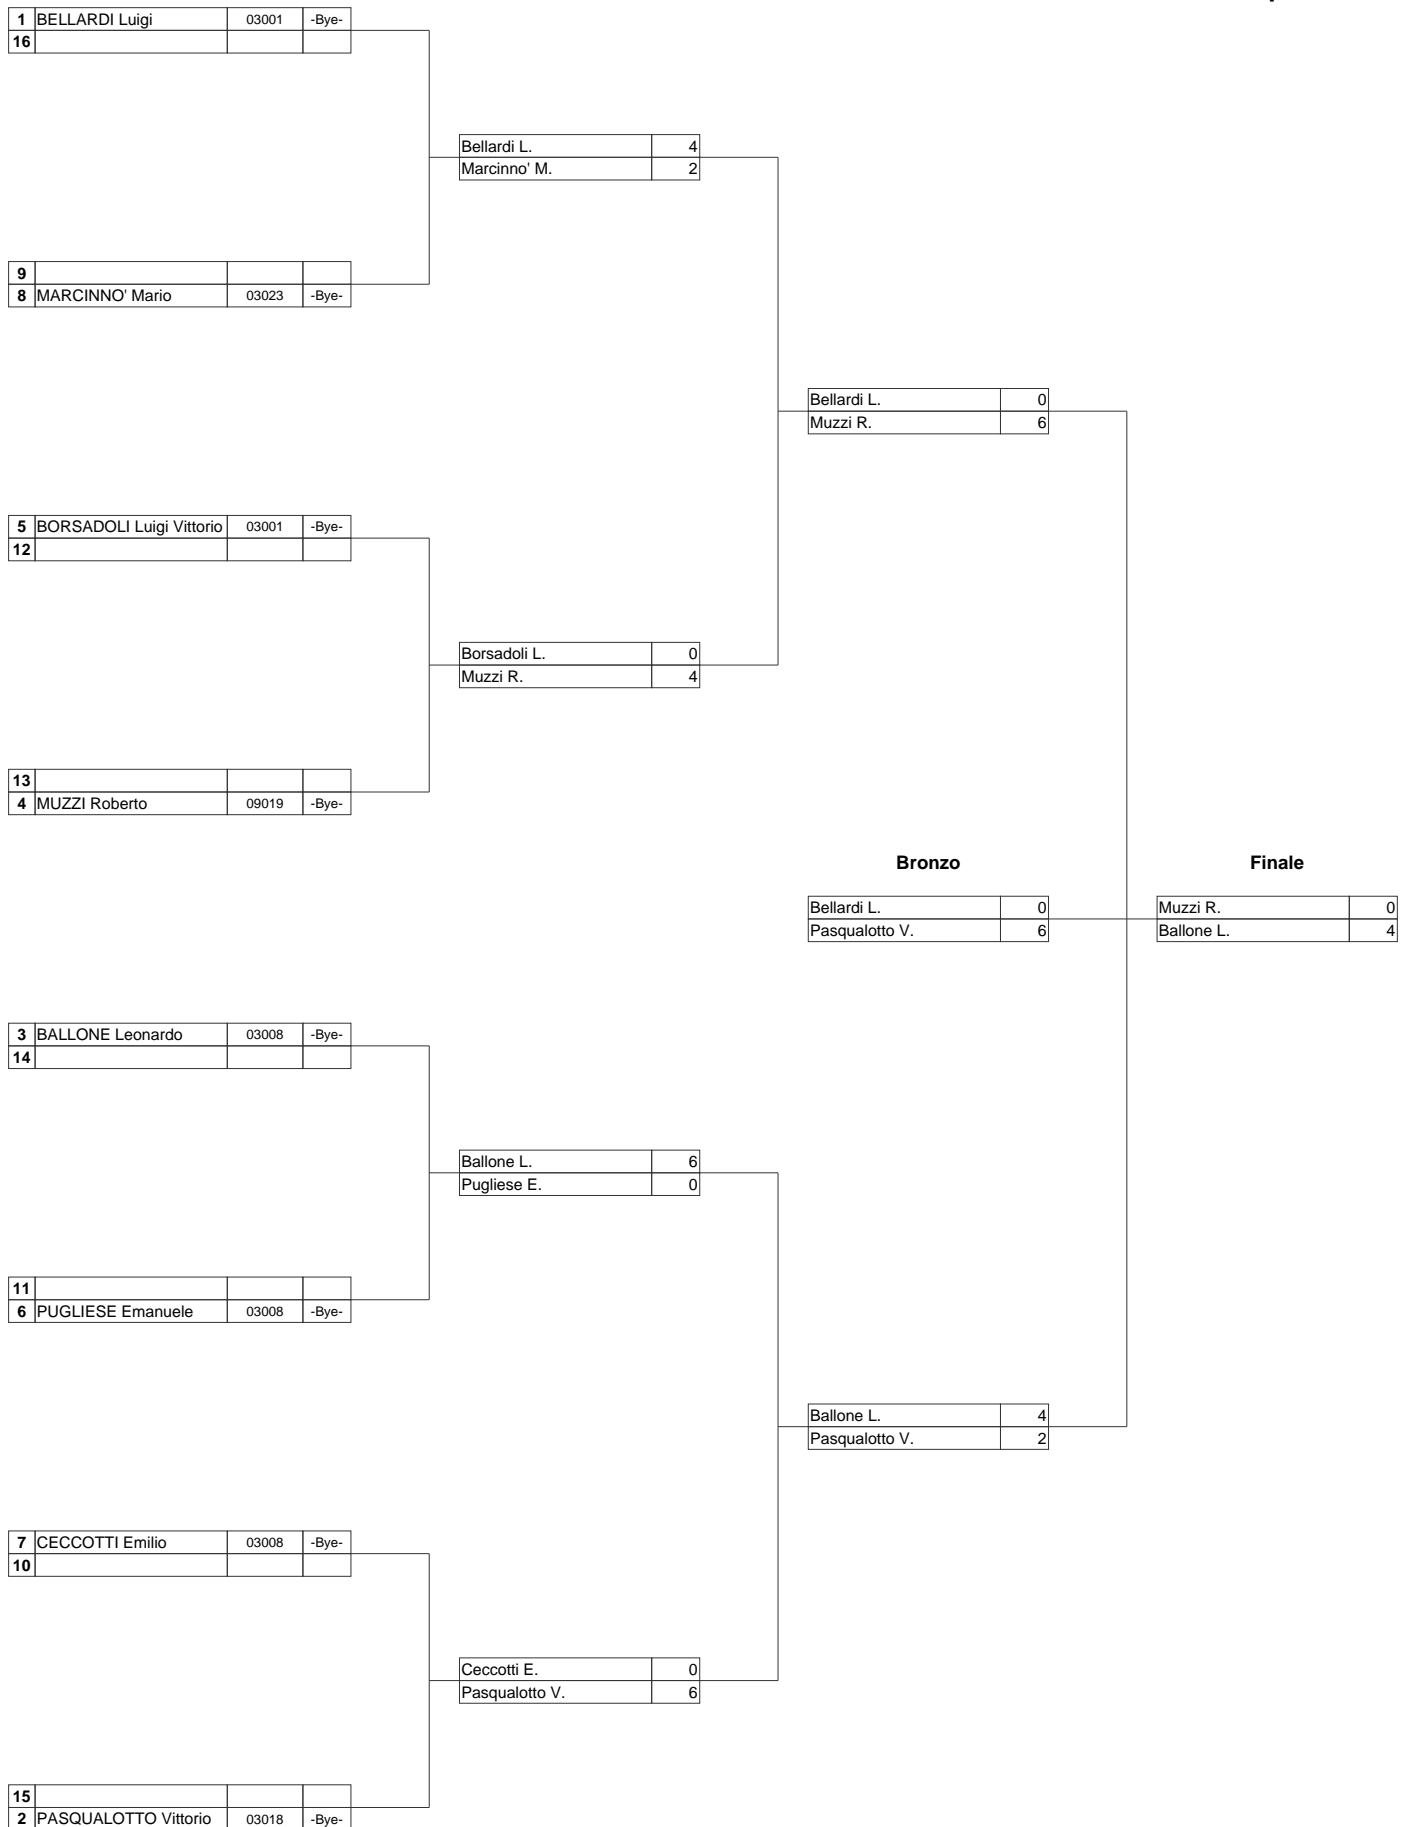 1 BELLARDI Luigi 03001 -Bye-
16
Bellardi L. 4
Marcinno' M. 2
9
8 MARCINNO' Mario 03023 -Bye-
Bellardi L. 0
Muzzi R. 6
5 BORSADOLI Luigi Vittorio 03001 -Bye-
12
Borsadoli L. 0
Muzzi R. 4
13
4 MUZZI Roberto 09019 -Bye-
Bronzo Finale
Bellardi L. 0 Muzzi R. 0
Pasqualotto V. 6 Ballone L. 4
3 BALLONE Leonardo 03008 -Bye-
14
Ballone L. 6
Pugliese E. 0
11
6 PUGLIESE Emanuele 03008 -Bye-
Ballone L. 4
Pasqualotto V. 2
7 CECCOTTI Emilio 03008 -Bye-
10
Ceccotti E. 0
Pasqualotto V. 6
15
2 PASQUALOTTO Vittorio 03018 -Bye-